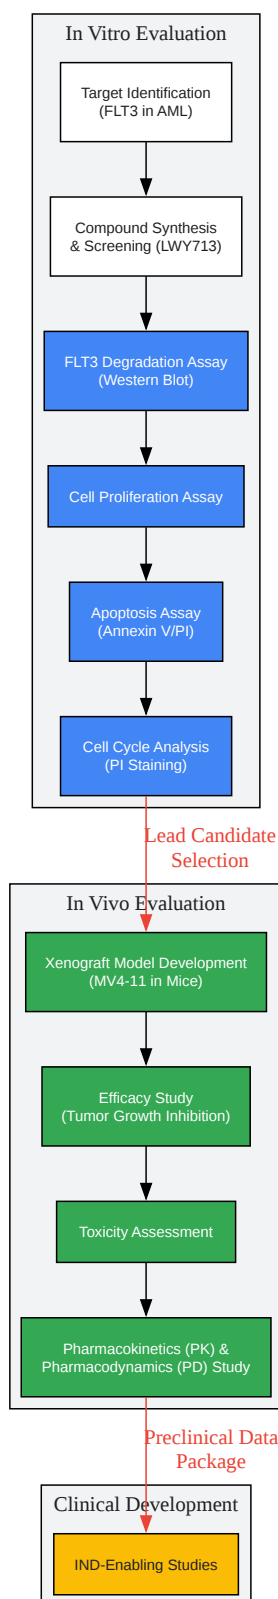 In Vitro Evaluation
Target Identification
(FLT3 in AML)
Compound Synthesis
& Screening (LWY713)
FLT3 Degradation Assay
(Western Blot)
Cell Proliferation Assay
Apoptosis Assay
(Annexin V/PI)
Cell Cycle Analysis
(PI Staining)
Lead Candidate
Selection
In Vivo Evaluation
Xenograft Model Development
(MV4-11 in Mice)
Efficacy Study
(Tumor Growth Inhibition)
Toxicity Assessment
Pharmacokinetics (PK) &
Pharmacodynamics (PD) Study
Preclinical Data
Package
Clinical Development
IND-Enabling Studies